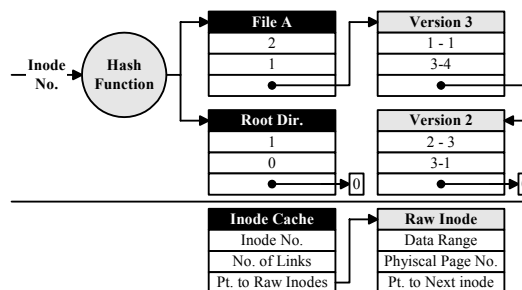 Inode No.
Hash Function
File A
2
1
Version 3
1 - 1
3-4
Root Dir.
1
0
0
Version 2
2 - 3
3-1
Inode Cache
Inode No.
No. of Links
Pt. to Raw Inodes
Raw Inode
Data Range
Phyiscal Page No.
Pt. to Next inode